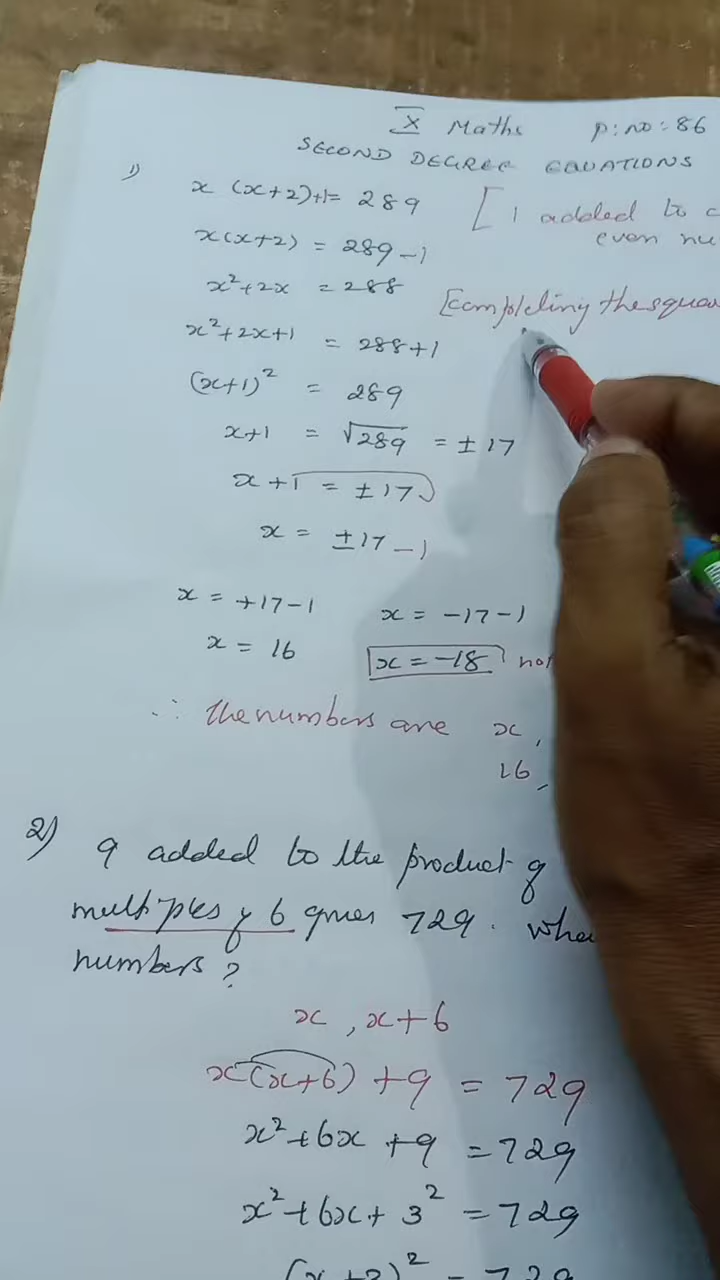 X Maths P: no: 86
SECOND DEGREE EQUATIONS
1) x (x+2)+1= 289 [ 1 added to
even
x(x+2) = 289-1
x²+2x = 288 [completing the
x²+2x+1 = 288+1
(x+1)² = 289
x+1 = √289 = ±17
x+1 = ±17
x = ±17-1
x = +17-1 x = -17-1
x = 16 x = -18
∴ the numbers are x,
16,
2) 9 added to the product of
multiples of 6 gives 729.
numbers?
x, x+6
x(x+6) +9 = 729
x²+6x +9 = 729
x²+6x+ 3² = 729
(x+3)² = 729